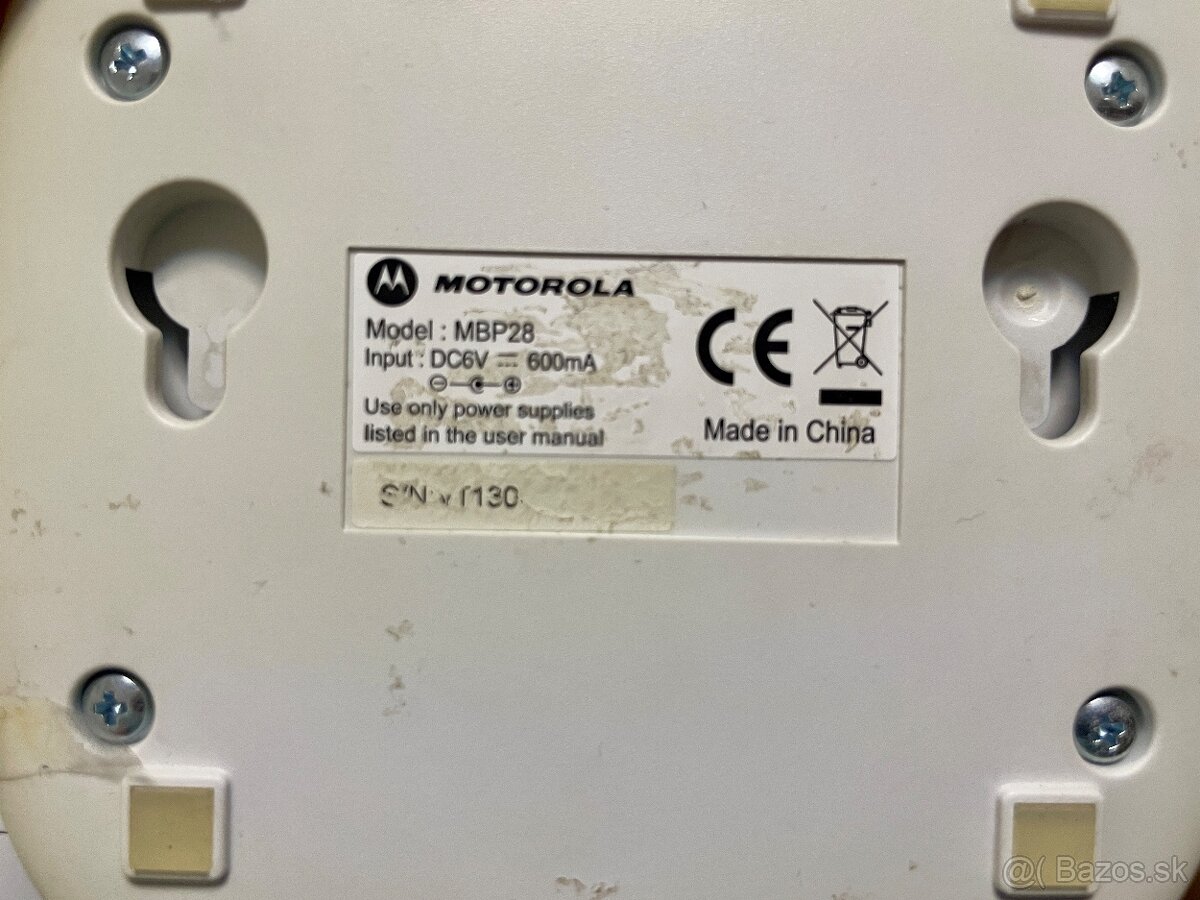 MOTOROLA
Model : MBP28
Input : DC6V ⎓ 600mA
Use only power supplies
listed in the user manual
CE
Made in China
S/N: 130
@( Bazos.sk